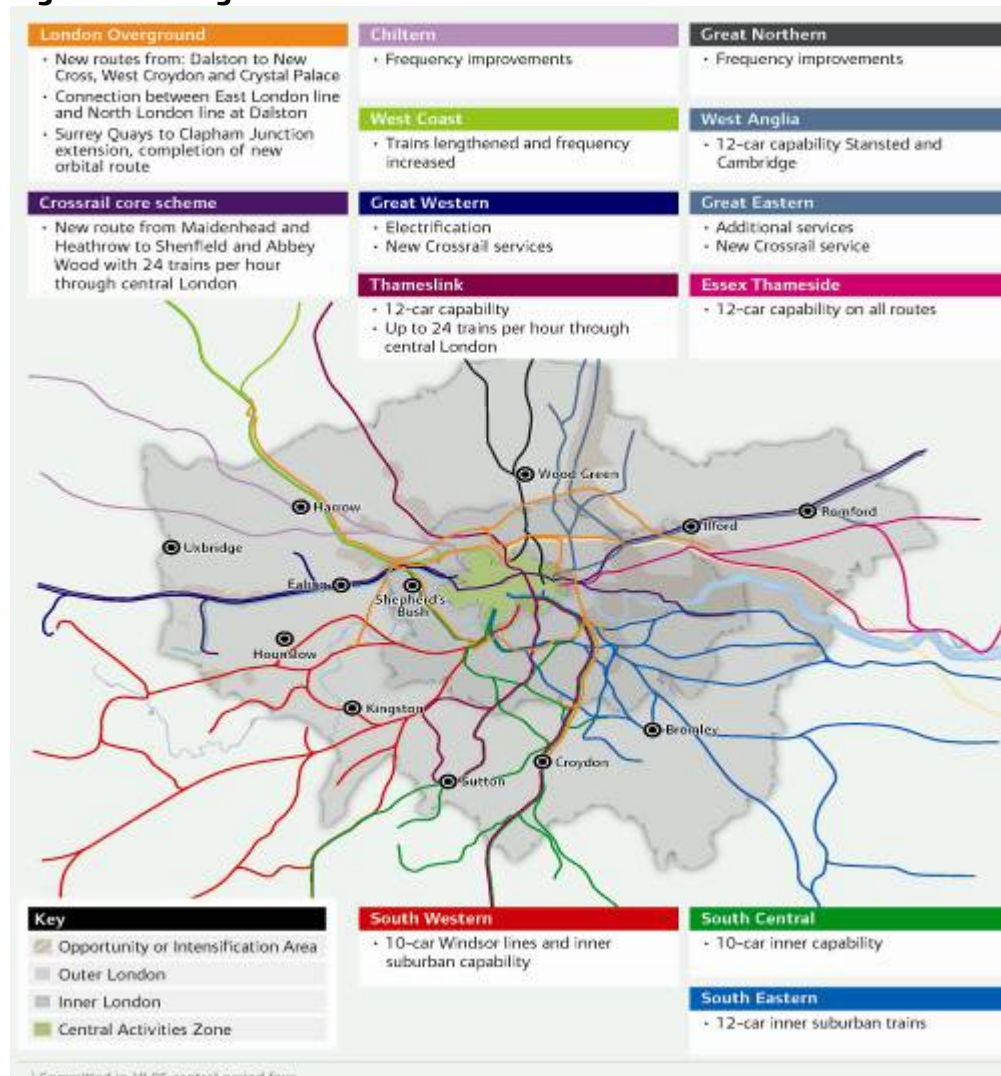 London Overground
· New routes from: Dalston to New
Cross, West Croydon and Crystal Palace
· Connection between East London line
and North London line at Dalston
· Surrey Quays to Clapham Junction
extension, completion of new
orbital route
Crossrail core scheme
· New route from Maidenhead and
Heathrow to Shenfield and Abbey
Wood with 24 trains per hour
through central London
Chiltern
· Frequency improvements
West Coast
· Trains lengthened and frequency
increased
Great Western
· Electrification
· New Crossrail services
Thameslink
· 12-car capability
· Up to 24 trains per hour through
central London
Great Northern
· Frequency improvements
West Anglia
· 12-car capability Stansted and
Cambridge
Great Eastern
· Additional services
· New Crossrail service
Essex Thameside
· 12-car capability on all routes
Wood Green
Harrow
Romford
Ilford
Uxbridge
Ealing
Shepherd's
Bush
Hounslow
Kingston
Bromley
Croydon
Sutton
Key
Opportunity or Intensification Area
Outer London
Inner London
Central Activities Zone
South Western
· 10-car Windsor lines and inner
suburban capability
South Central
· 10-car inner capability
South Eastern
· 12-car inner suburban trains